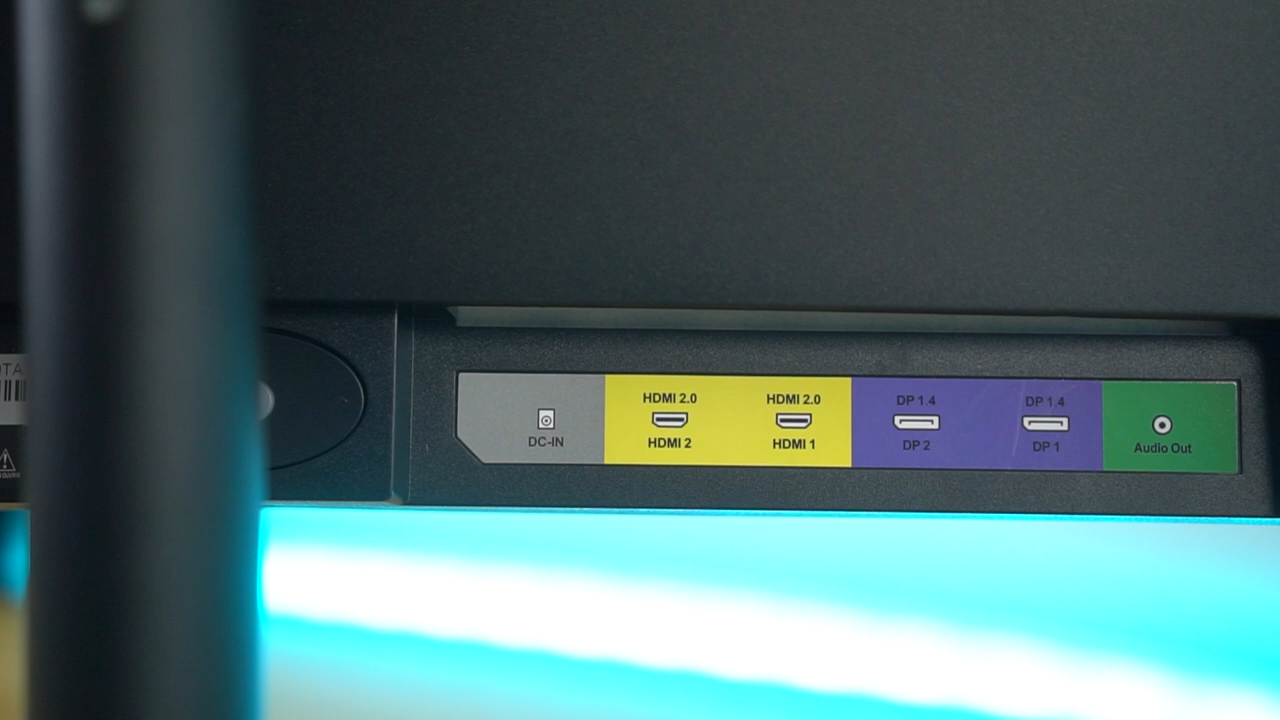 DC-IN
HDMI 2.0
HDMI 2
HDMI 2.0
HDMI 1
DP 1.4
DP 2
DP 1.4
DP 1
Audio Out